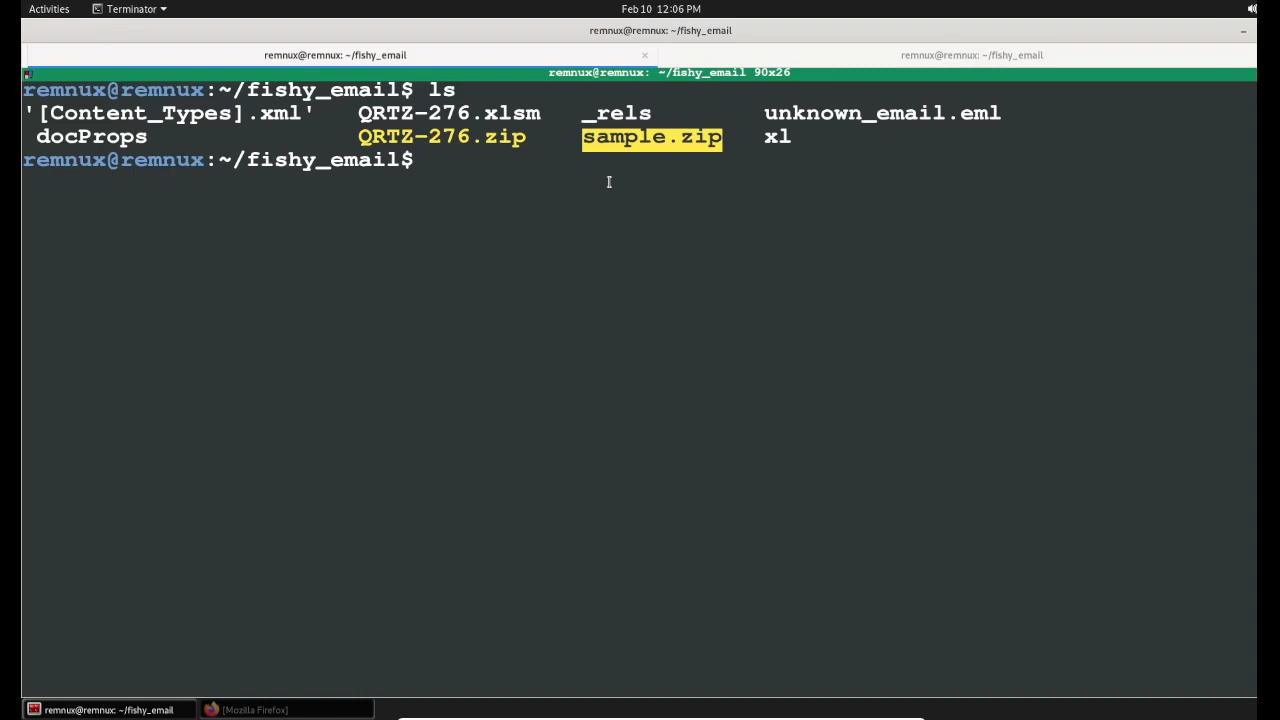 Activities Terminator Feb 10 12:06 PM
remnux@remnux: ~/fishy_email
remnux@remnux: ~/fishy_email × remnux@remnux: ~/fishy_email
remnux@remnux: ~/fishy_email 90x26
remnux@remnux:~/fishy_email$ ls
'[Content_Types].xml' QRTZ-276.xlsm _rels unknown_email.eml
docProps QRTZ-276.zip sample.zip xl
remnux@remnux:~/fishy_email$
remnux@remnux: ~/fishy_email [Mozilla Firefox]